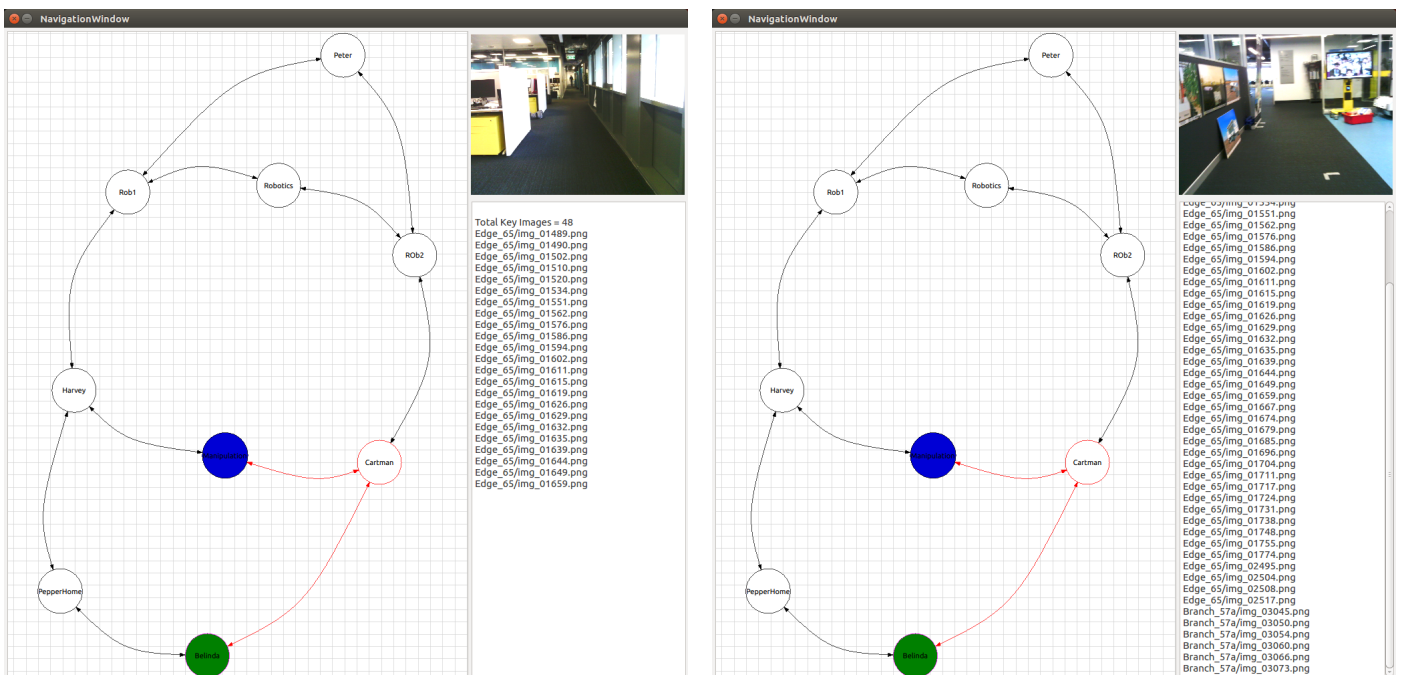 NavigationWindow
Peter
Robotics
Rob1
ROb2
Harvey
Cartman
PepperHome
Belinda
Total Key Images = 48
Edge_65/img_01489.png
Edge_65/img_01490.png
Edge_65/img_01502.png
Edge_65/img_01510.png
Edge_65/img_01520.png
Edge_65/img_01534.png
Edge_65/img_01551.png
Edge_65/img_01562.png
Edge_65/img_01576.png
Edge_65/img_01586.png
Edge_65/img_01594.png
Edge_65/img_01602.png
Edge_65/img_01611.png
Edge_65/img_01615.png
Edge_65/img_01619.png
Edge_65/img_01626.png
Edge_65/img_01629.png
Edge_65/img_01632.png
Edge_65/img_01635.png
Edge_65/img_01639.png
Edge_65/img_01644.png
Edge_65/img_01649.png
Edge_65/img_01659.png
NavigationWindow
Peter
Robotics
Rob1
ROb2
Harvey
Cartman
PepperHome
Belinda
Edge_65/img_01534.png
Edge_65/img_01551.png
Edge_65/img_01562.png
Edge_65/img_01576.png
Edge_65/img_01586.png
Edge_65/img_01594.png
Edge_65/img_01602.png
Edge_65/img_01611.png
Edge_65/img_01615.png
Edge_65/img_01619.png
Edge_65/img_01626.png
Edge_65/img_01629.png
Edge_65/img_01632.png
Edge_65/img_01635.png
Edge_65/img_01639.png
Edge_65/img_01644.png
Edge_65/img_01649.png
Edge_65/img_01659.png
Edge_65/img_01667.png
Edge_65/img_01674.png
Edge_65/img_01679.png
Edge_65/img_01685.png
Edge_65/img_01696.png
Edge_65/img_01704.png
Edge_65/img_01711.png
Edge_65/img_01717.png
Edge_65/img_01724.png
Edge_65/img_01731.png
Edge_65/img_01738.png
Edge_65/img_01748.png
Edge_65/img_01755.png
Edge_65/img_01774.png
Edge_65/img_02495.png
Edge_65/img_02504.png
Edge_65/img_02508.png
Edge_65/img_02517.png
Branch_57a/img_03045.png
Branch_57a/img_03050.png
Branch_57a/img_03054.png
Branch_57a/img_03060.png
Branch_57a/img_03066.png
Branch_57a/img_03073.png